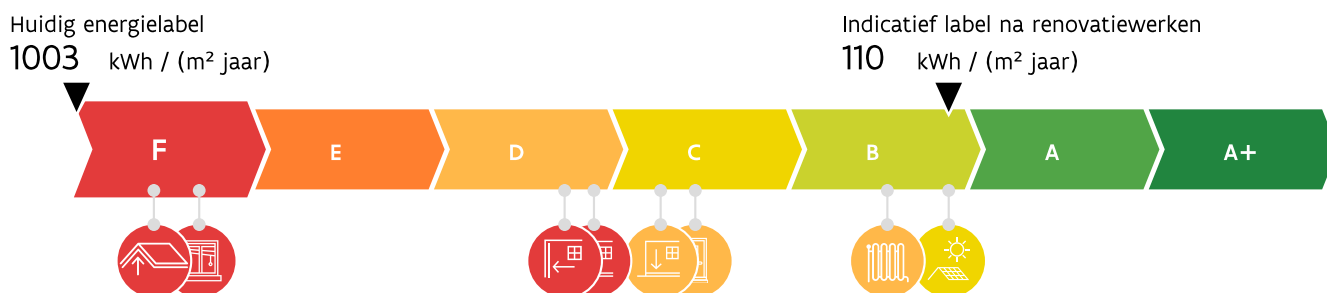 Huidig energielabel
1003 kWh / (m² jaar)
Indicatief label na renovatiewerken
110 kWh / (m² jaar)
F E D C B A A+